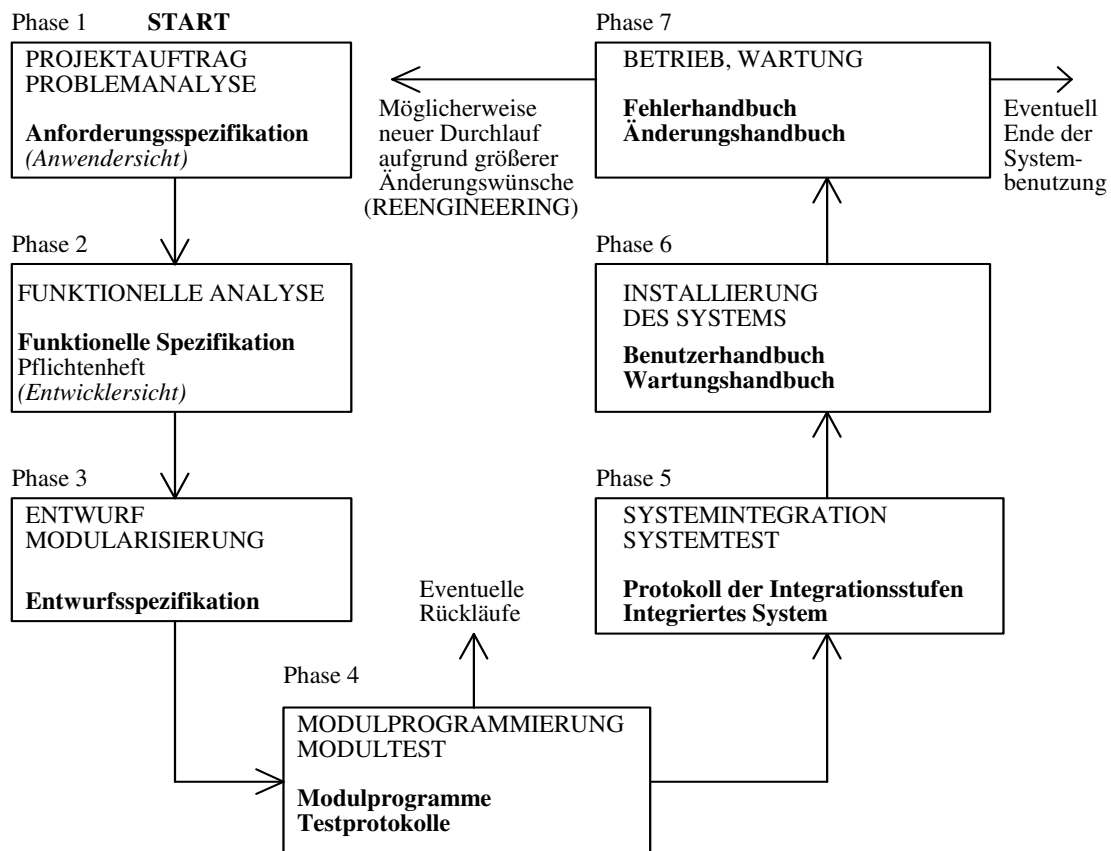 Phase 1 START
PROJEKTAUFTRAG
PROBLEMANALYSE
Anforderungsspezifikation
(Anwendersicht)
Phase 2
FUNKTIONELLE ANALYSE
Funktionelle Spezifikation
Pflichtenheft
(Entwicklersicht)
Phase 3
ENTWURF
MODULARISIERUNG
Entwurfsspezifikation
Phase 4
MODULPROGRAMMIERUNG
MODULTEST
Modulprogramme
Testprotokolle
Eventuelle
Rückläufe
Phase 5
SYSTEMINTEGRATION
SYSTEMTEST
Protokoll der Integrationsstufen
Integriertes System
Phase 6
INSTALLIERUNG
DES SYSTEMS
Benutzerhandbuch
Wartungshandbuch
Phase 7
BETRIEB, WARTUNG
Fehlerhandbuch
Änderungshandbuch
Möglicherweise
neuer Durchlauf
aufgrund größerer
Änderungswünsche
(REENGINEERING)
Eventuell
Ende der
System-
benutzung